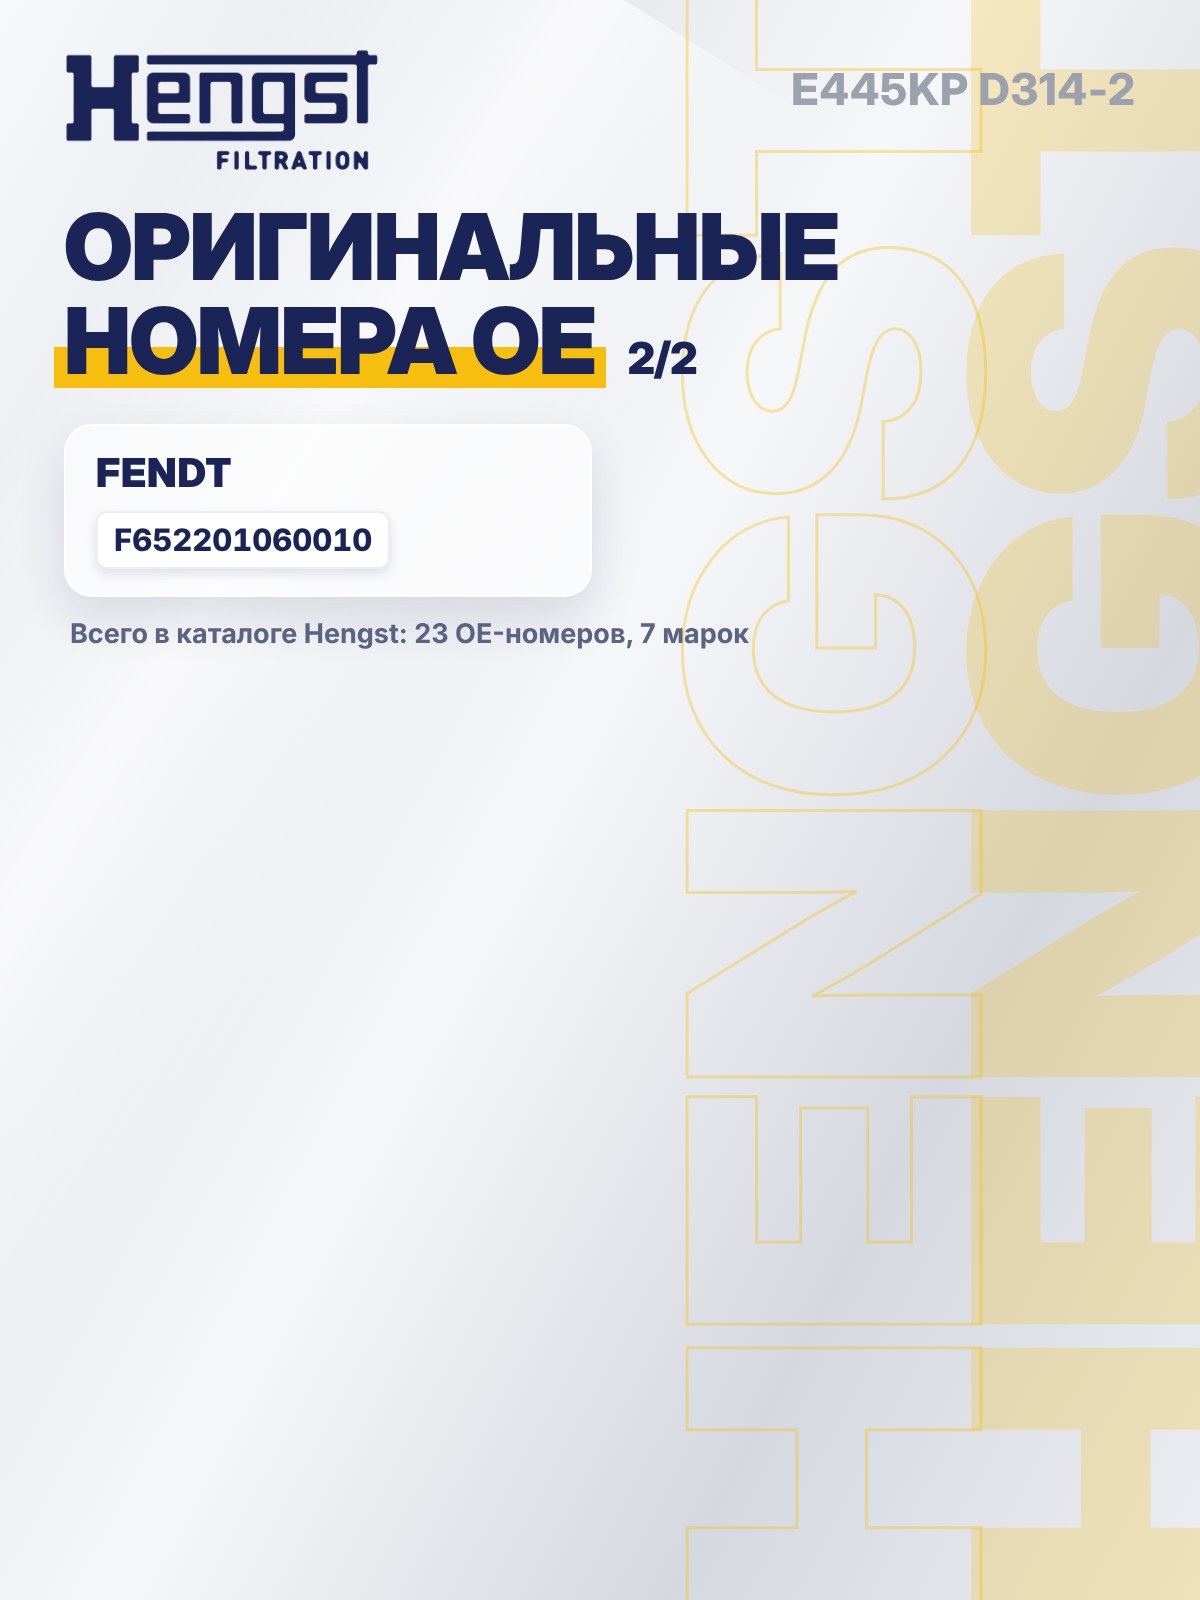 Hengst
FILTRATION
E445KP D314-2
ОРИГИНАЛЬНЫЕ
НОМЕРА OE 2/2
FENDT
F652201060010
Всего в каталоге Hengst: 23 OE-номеров, 7 марок
HENGST
HENGST